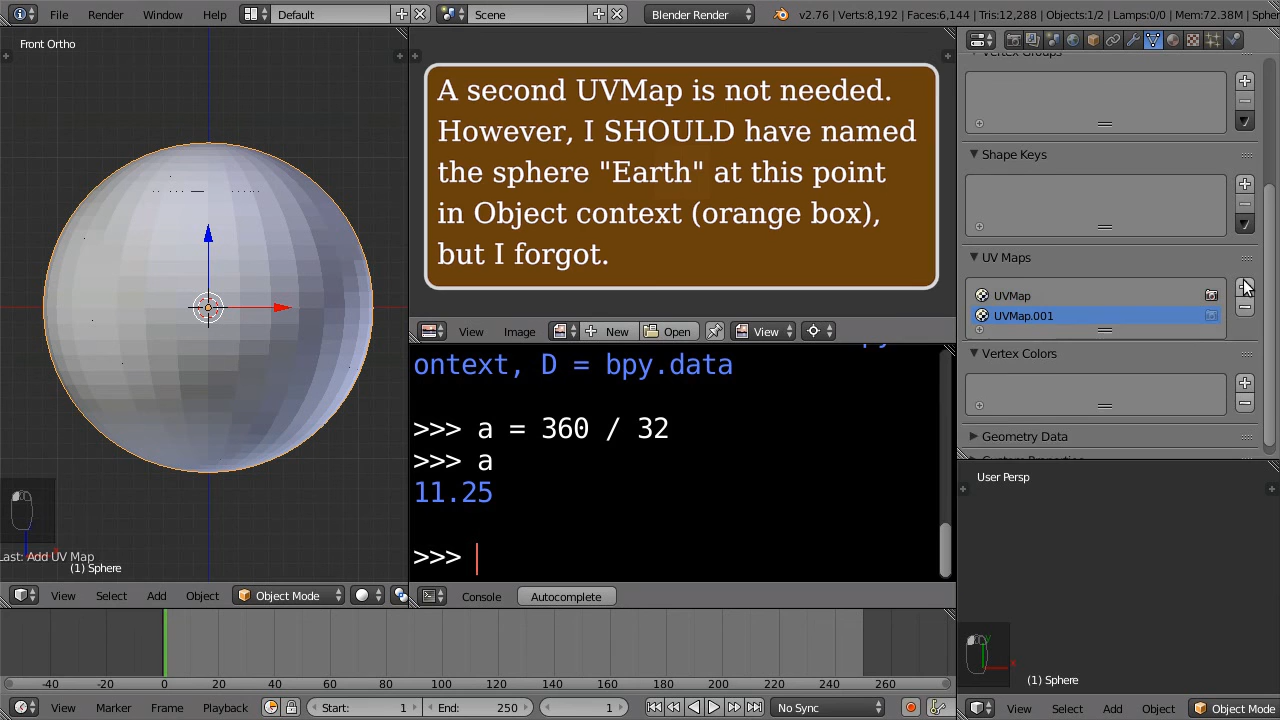 File Render Window Help Default Scene Blender Render v2.76 | Verts:8,192 | Faces:6,144 | Tris:12,288 | Objects:1/2 | Lamps:0/0 | Mem:72.38M | Sphe
Front Ortho
A second UVMap is not needed.
However, I SHOULD have named
the sphere "Earth" at this point
in Object context (orange box),
but I forgot.
Last: Add UV Map
(1) Sphere
View Select Add Object Object Mode
View Image New Open View
ontext, D = bpy.data
>>> a = 360 / 32
>>> a
11.25
>>>
Console Autocomplete
Vertex Groups
Shape Keys
UV Maps
UVMap
UVMap.001
Vertex Colors
Geometry Data
Custom Properties
User Persp
(1) Sphere
-40 -20 0 20 40 60 80 100 120 140 160 180 200 220 240 260
View Marker Frame Playback Start: 1 End: 250 1 No Sync
View Select Add Object Object Mode